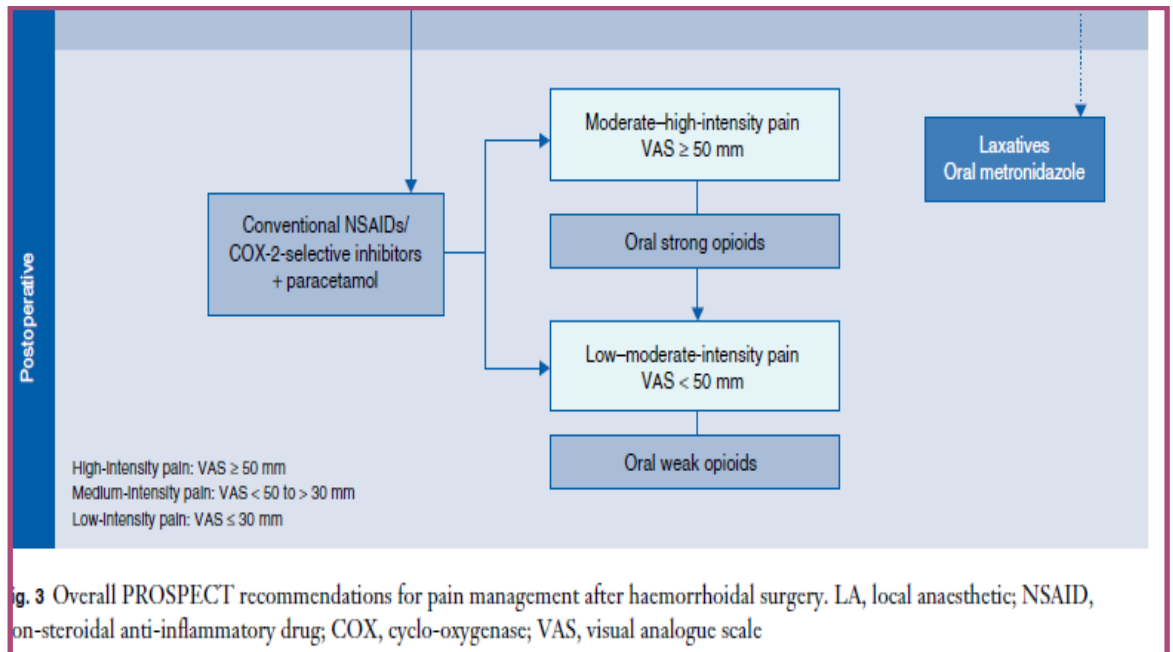 Postoperative
Conventional NSAIDs/
COX-2-selective inhibitors
+ paracetamol
Moderate–high-intensity pain
VAS ≥ 50 mm
Oral strong opioids
Low–moderate-intensity pain
VAS < 50 mm
Oral weak opioids
Laxatives
Oral metronidazole
High-intensity pain: VAS ≥ 50 mm
Medium-intensity pain: VAS < 50 to > 30 mm
Low-intensity pain: VAS ≤ 30 mm
ig. 3 Overall PROSPECT recommendations for pain management after haemorrhoidal surgery. LA, local anaesthetic; NSAID,
on-steroidal anti-inflammatory drug; COX, cyclo-oxygenase; VAS, visual analogue scale